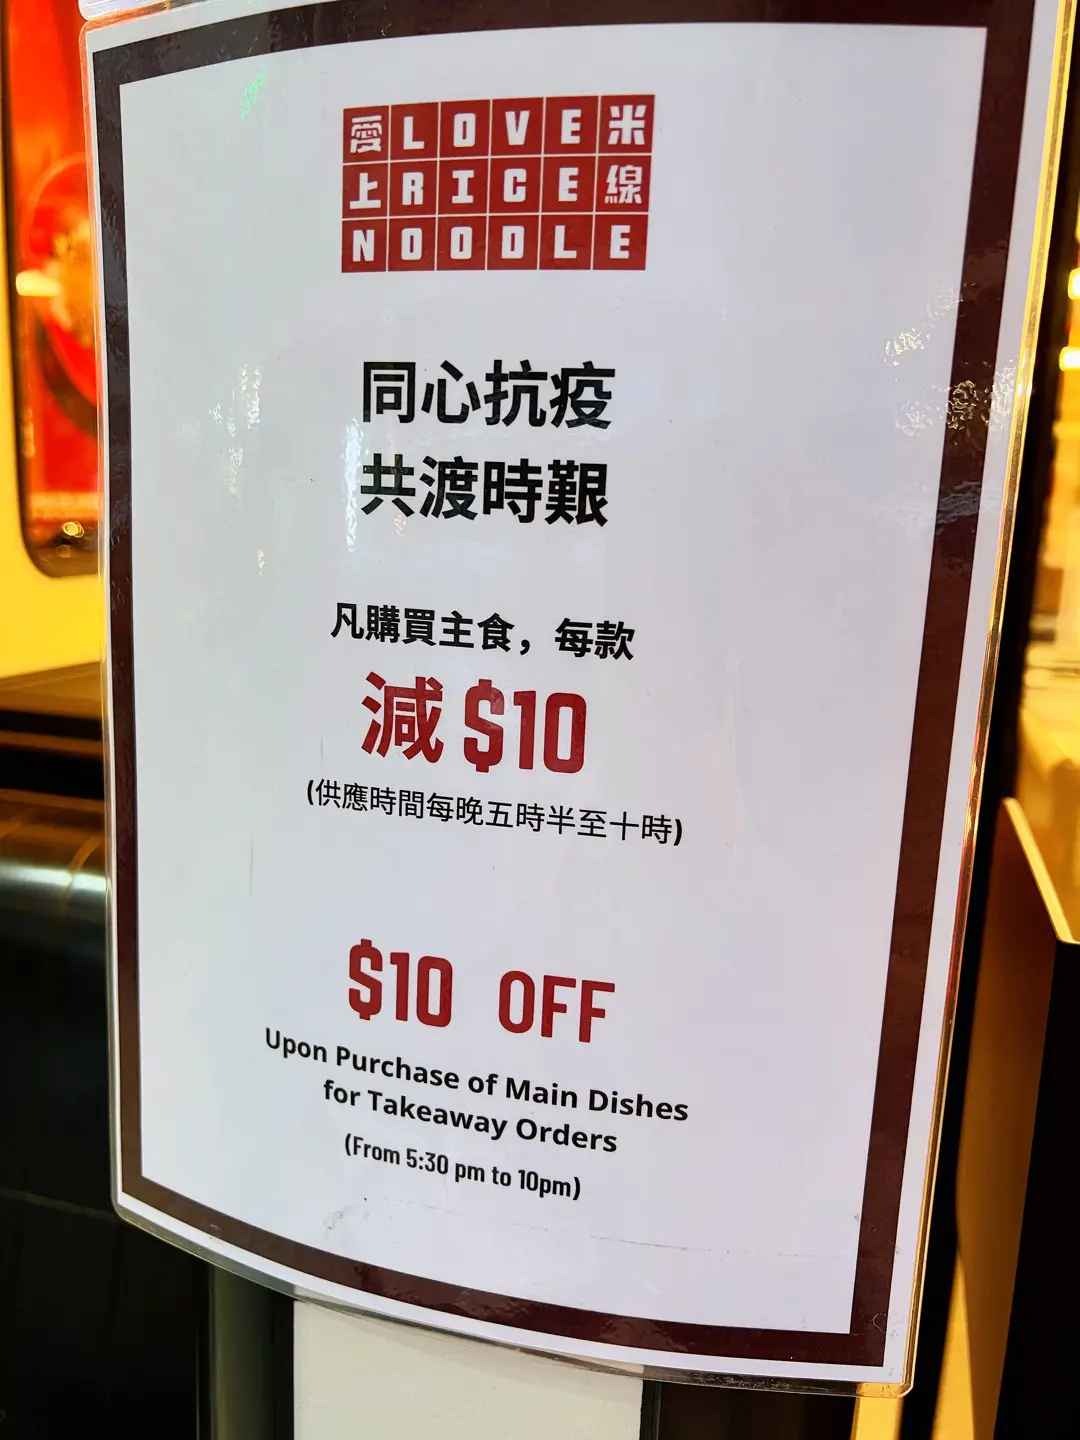 愛LOVE米
上RICE線
NOODLE
同心抗疫
共渡時艱
凡購買主食，每款
減 $10
(供應時間每晚五時半至十時)
$10 OFF
Upon Purchase of Main Dishes
for Takeaway Orders
(From 5:30 pm to 10pm)